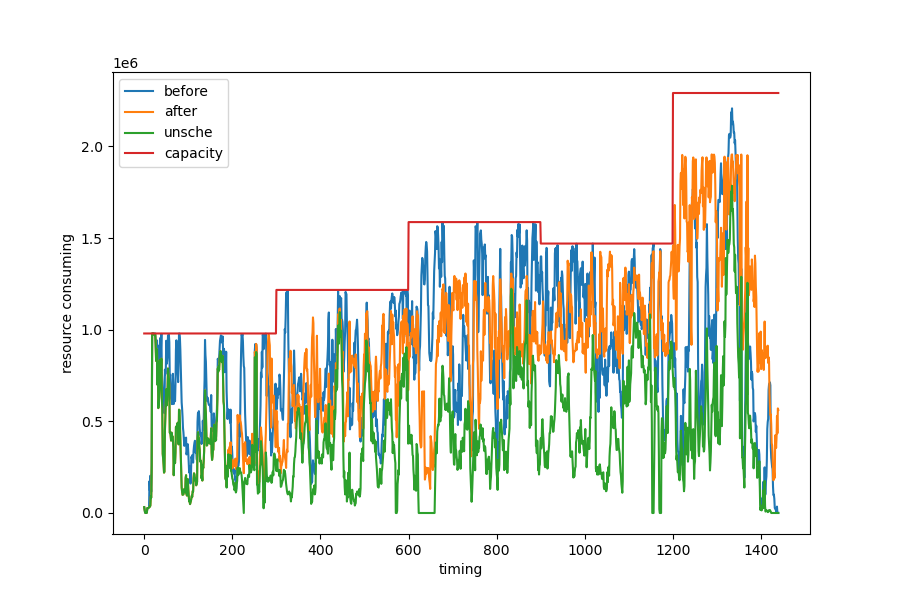 1e6
before
after
unsche
capacity
2.0
1.5
1.0
0.5
0.0
resource consuming
0 200 400 600 800 1000 1200 1400
timing